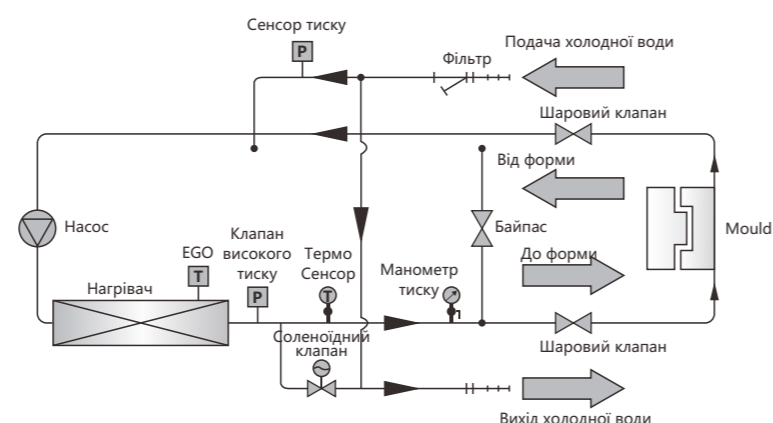 Сенсор тиску
P
Фільтр
Подача холодної води
Шаровий клапан
Від форми
Насос
Байпас
Mould
EGO
T
Клапан
високого
тиску
P
Термо
Сенсор
T
Манометр
тиску
До форми
Нагрівач
Соленоїдний
клапан
Шаровий клапан
Вихід холодної води